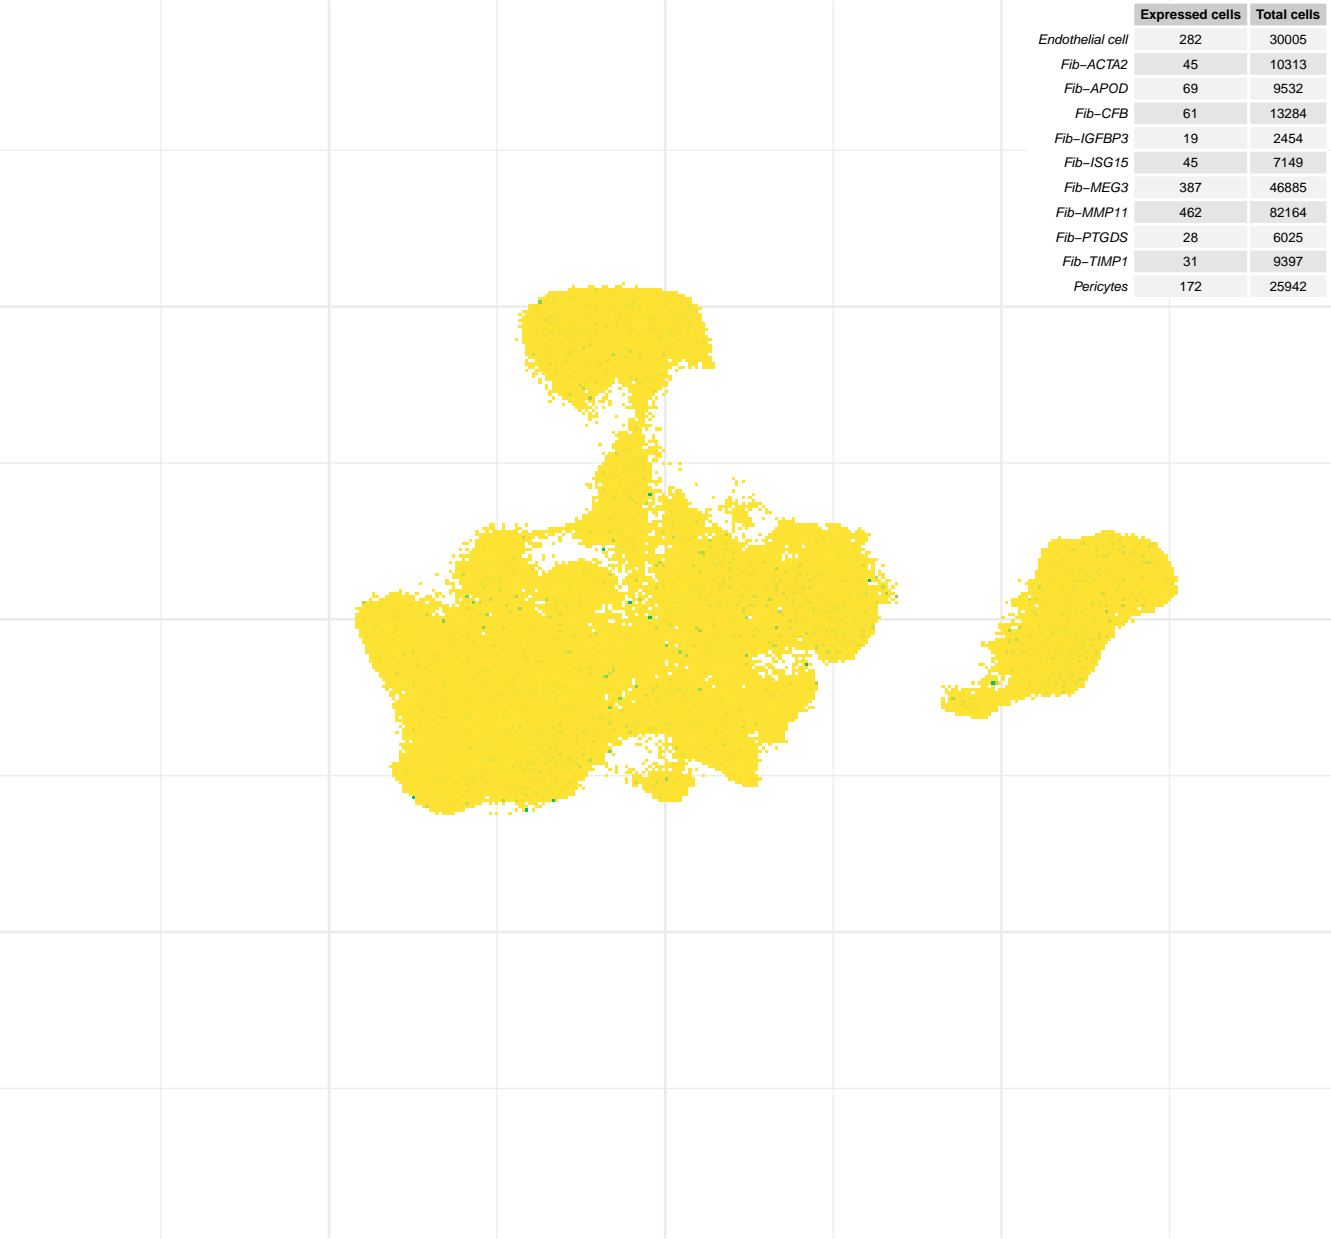 Expressed cells Total cells
Endothelial cell 282 30005
Fib−ACTA2 45 10313
Fib−APOD 69 9532
Fib−CFB 61 13284
Fib−IGFBP3 19 2454
Fib−ISG15 45 7149
Fib−MEG3 387 46885
Fib−MMP11 462 82164
Fib−PTGDS 28 6025
Fib−TIMP1 31 9397
Pericytes 172 25942